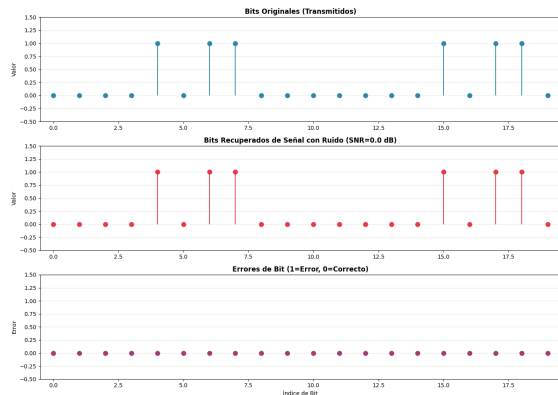 Bits Originales (Transmitidos)
1.50
1.25
1.00
0.75
0.50
0.25
0.00
−0.25
−0.50
Valor
0.0 2.5 5.0 7.5 10.0 12.5 15.0 17.5
Bits Recuperados de Señal con Ruido (SNR=0.0 dB)
1.50
1.25
1.00
0.75
0.50
0.25
0.00
−0.25
−0.50
Valor
0.0 2.5 5.0 7.5 10.0 12.5 15.0 17.5
Errores de Bit (1=Error, 0=Correcto)
1.50
1.25
1.00
0.75
0.50
0.25
0.00
−0.25
−0.50
Error
0.0 2.5 5.0 7.5 10.0 12.5 15.0 17.5
Índice de Bit